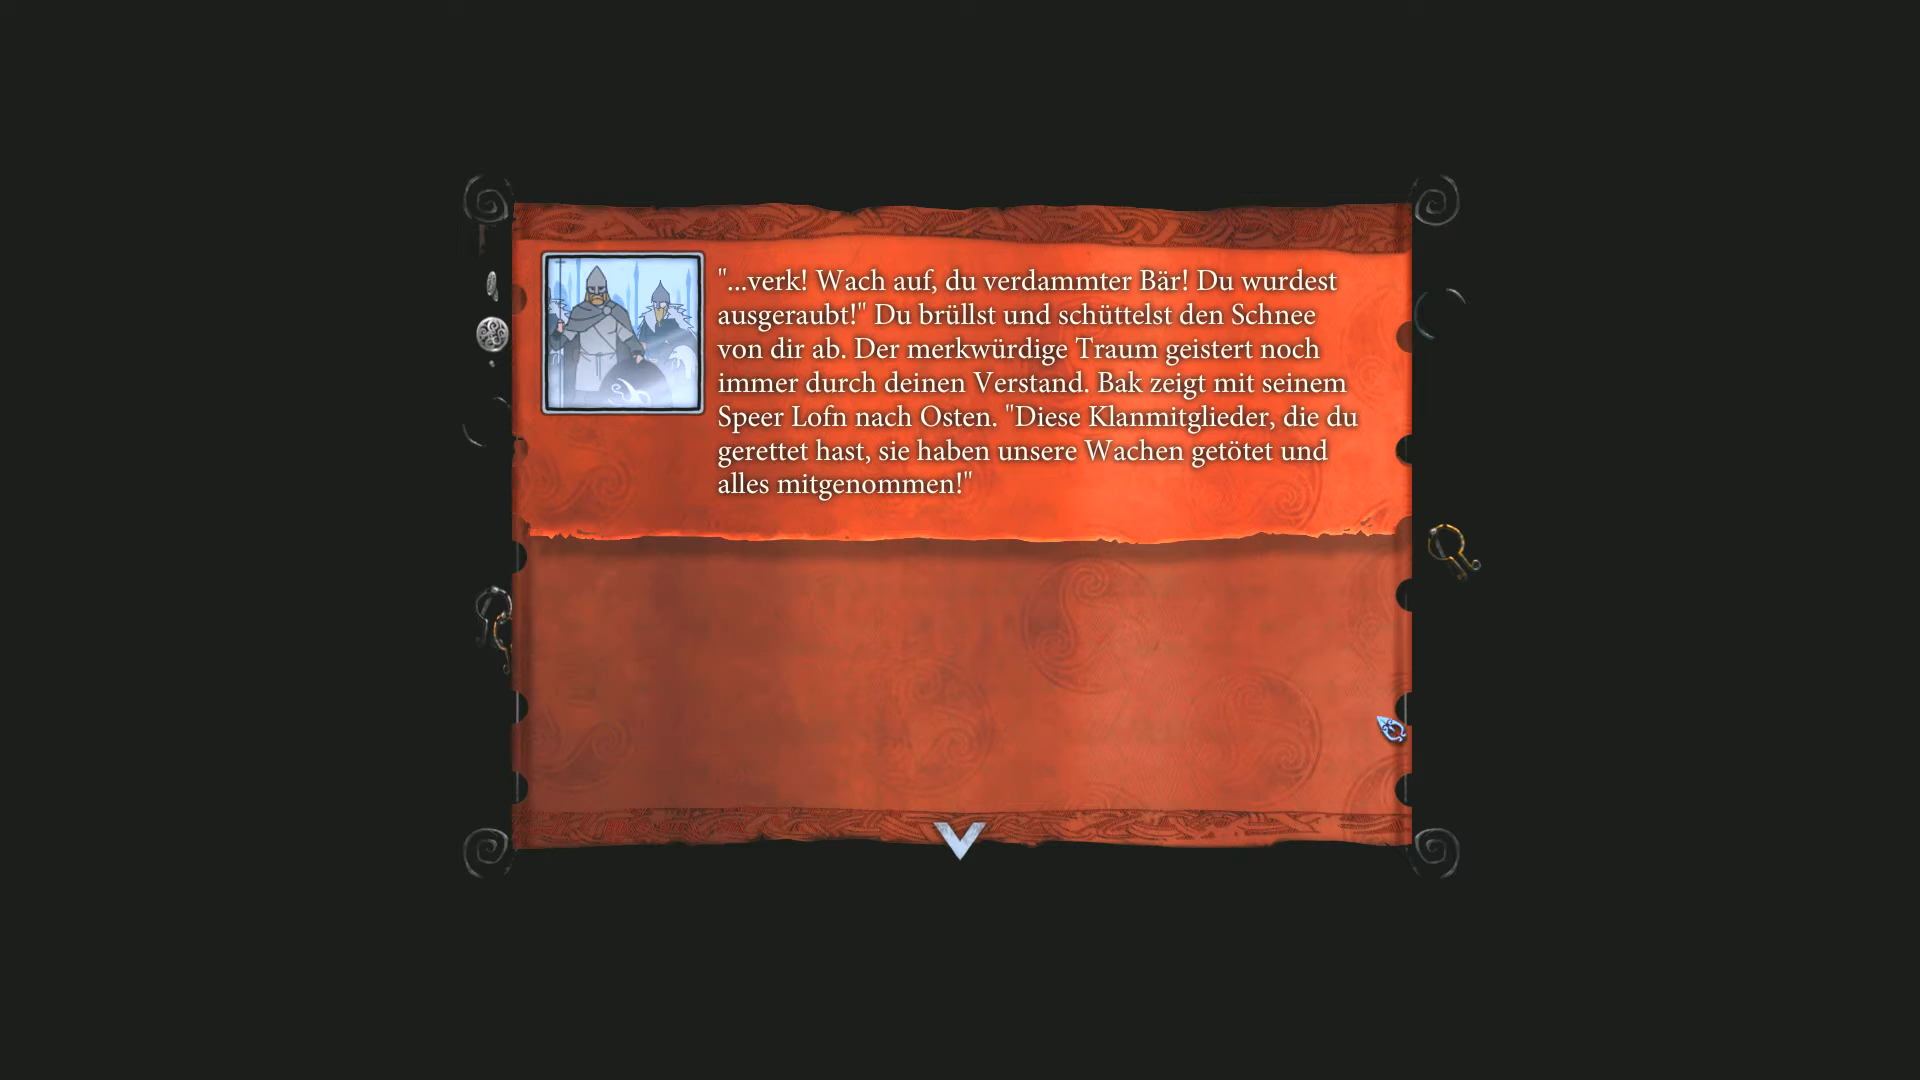 "...verk! Wach auf, du verdammter Bär! Du wurdest
ausgeraubt!" Du brüllst und schüttelst den Schnee
von dir ab. Der merkwürdige Traum geistert noch
immer durch deinen Verstand. Bak zeigt mit seinem
Speer Lofn nach Osten. "Diese Klanmitglieder, die du
gerettet hast, sie haben unsere Wachen getötet und
alles mitgenommen!"